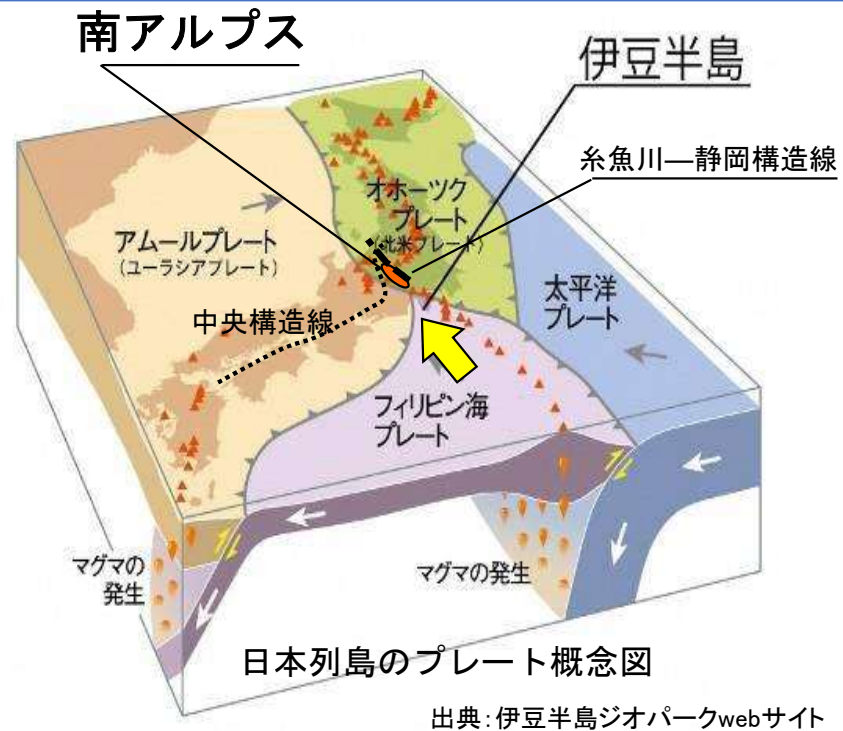 南アルプス
伊豆半島
糸魚川―静岡構造線
オホーツク
プレート
(北米プレート)
アムールプレート
(ユーラシアプレート)
太平洋
プレート
中央構造線
フィリピン海
プレート
マグマの
発生
マグマの発生
日本列島のプレート概念図
出典:伊豆半島ジオパークwebサイト